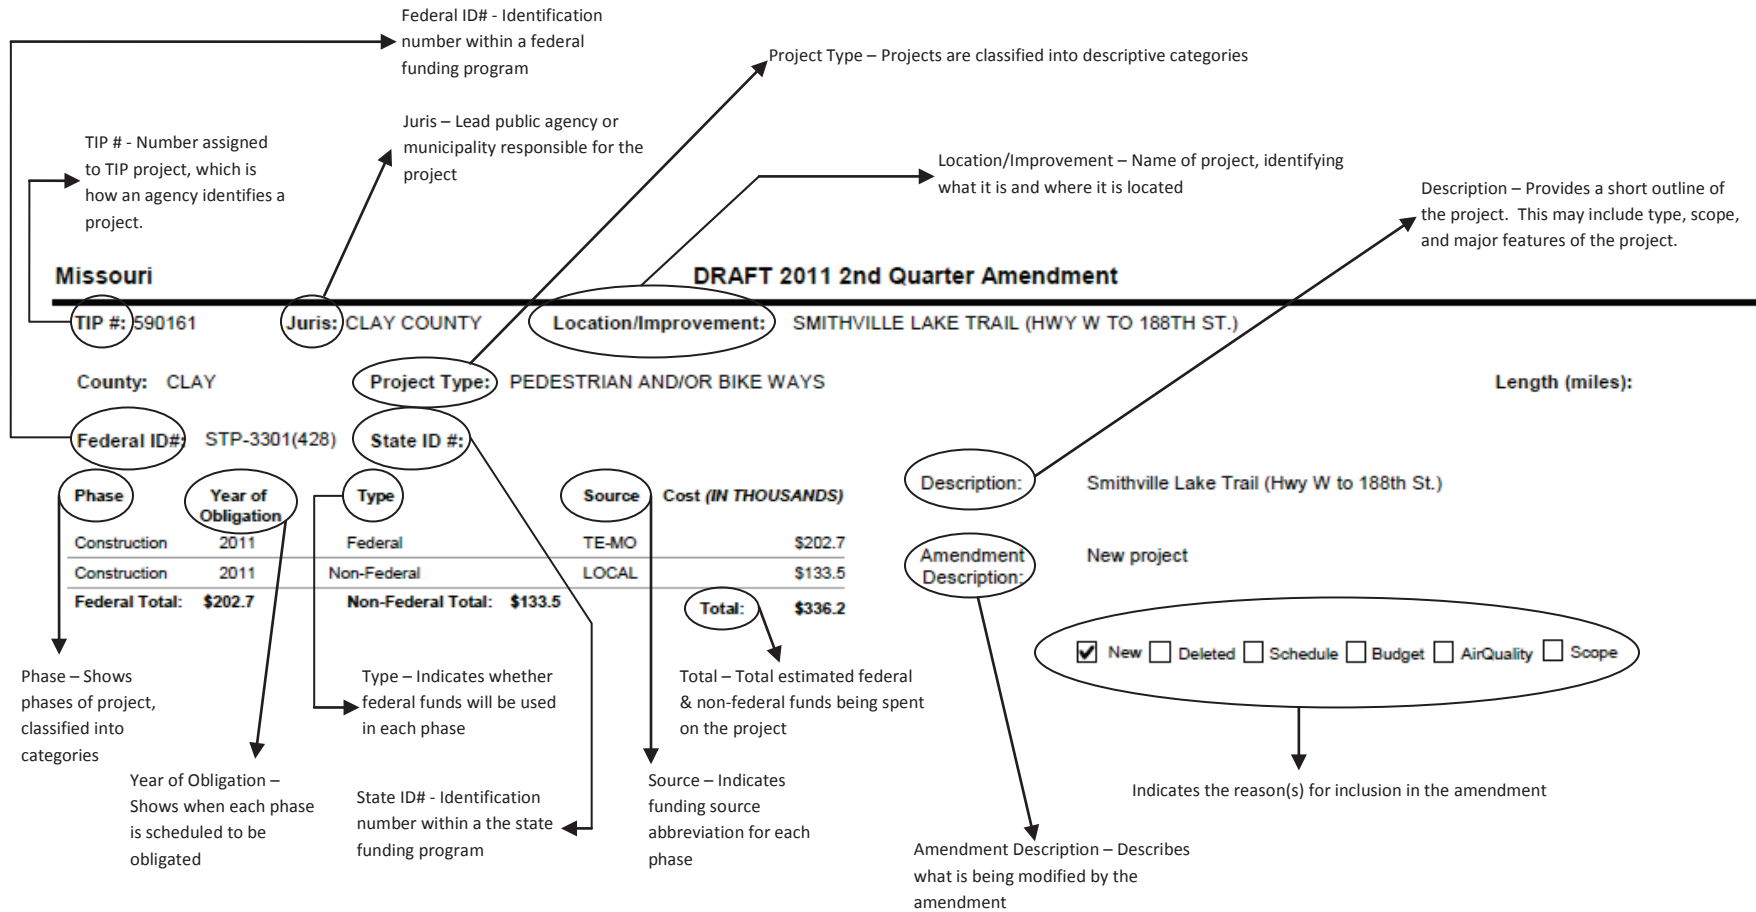 Federal ID# - Identification
number within a federal
funding program
Project Type – Projects are classified into descriptive categories
Juris – Lead public agency or
municipality responsible for the
project
TIP # - Number assigned
to TIP project, which is
how an agency identifies a
project.
Location/Improvement – Name of project, identifying
what it is and where it is located
Description – Provides a short outline of
the project.  This may include type, scope,
and major features of the project.
Missouri DRAFT 2011 2nd Quarter Amendment
TIP #: 590161 Juris: CLAY COUNTY Location/Improvement: SMITHVILLE LAKE TRAIL (HWY W TO 188TH ST.)
County: CLAY Project Type: PEDESTRIAN AND/OR BIKE WAYS Length (miles):
Federal ID#: STP-3301(428) State ID #:
Phase Year of Obligation Type Source Cost (IN THOUSANDS)
Construction 2011 Federal TE-MO $202.7
Construction 2011 Non-Federal LOCAL $133.5
Federal Total: $202.7 Non-Federal Total: $133.5 Total: $336.2
Description: Smithville Lake Trail (Hwy W to 188th St.)
Amendment New project
Description:
New Deleted Schedule Budget AirQuality Scope
Phase – Shows
phases of project,
classified into
categories
Type – Indicates whether
federal funds will be used
in each phase
Total – Total estimated federal
& non-federal funds being spent
on the project
Year of Obligation –
Shows when each phase
is scheduled to be
obligated
State ID# - Identification
number within a the state
funding program
Source – Indicates
funding source
abbreviation for each
phase
Indicates the reason(s) for inclusion in the amendment
Amendment Description – Describes
what is being modified by the
amendment